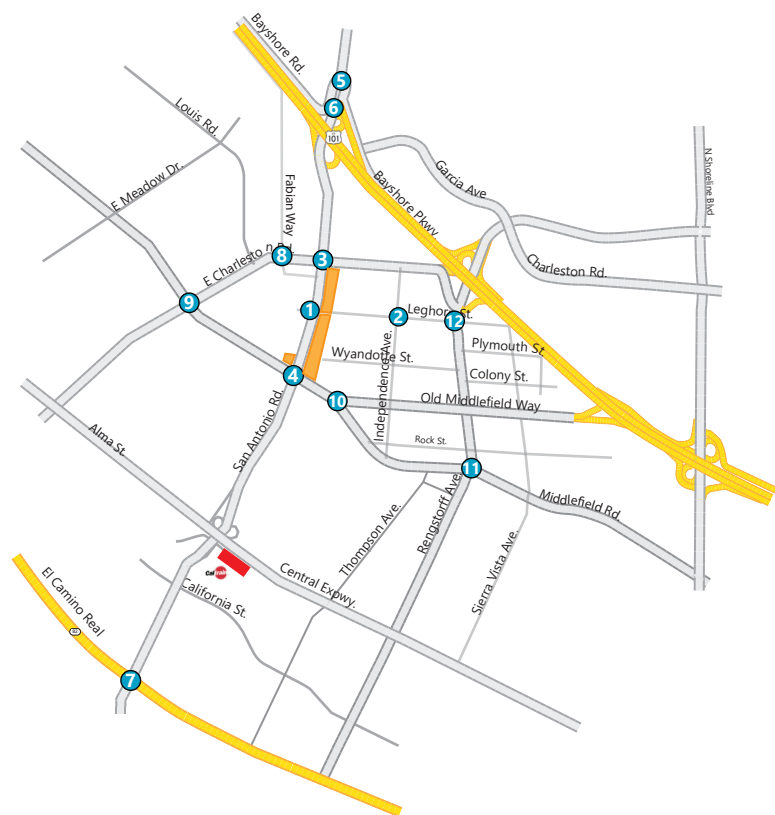 Bayshore Rd.
5
6
Louis Rd.
101
N Shoreline Blvd
Garcia Ave
E Meadow Dr.
Fabian Way
Bayshore Pkwy.
E Charleston Rd.
8
3
Charleston Rd.
9
1
2
Leghorn St.
12
Plymouth St
Wyandotte St.
Independence Ave.
Colony St.
4
10
Old Middlefield Way
San Antonio Rd.
Alma St.
Rock St.
11
Rengstorff Ave.
Middlefield Rd.
Thompson Ave.
Sierra Vista Ave.
Caltrain
Central Expwy.
California St.
El Camino Real
82
7